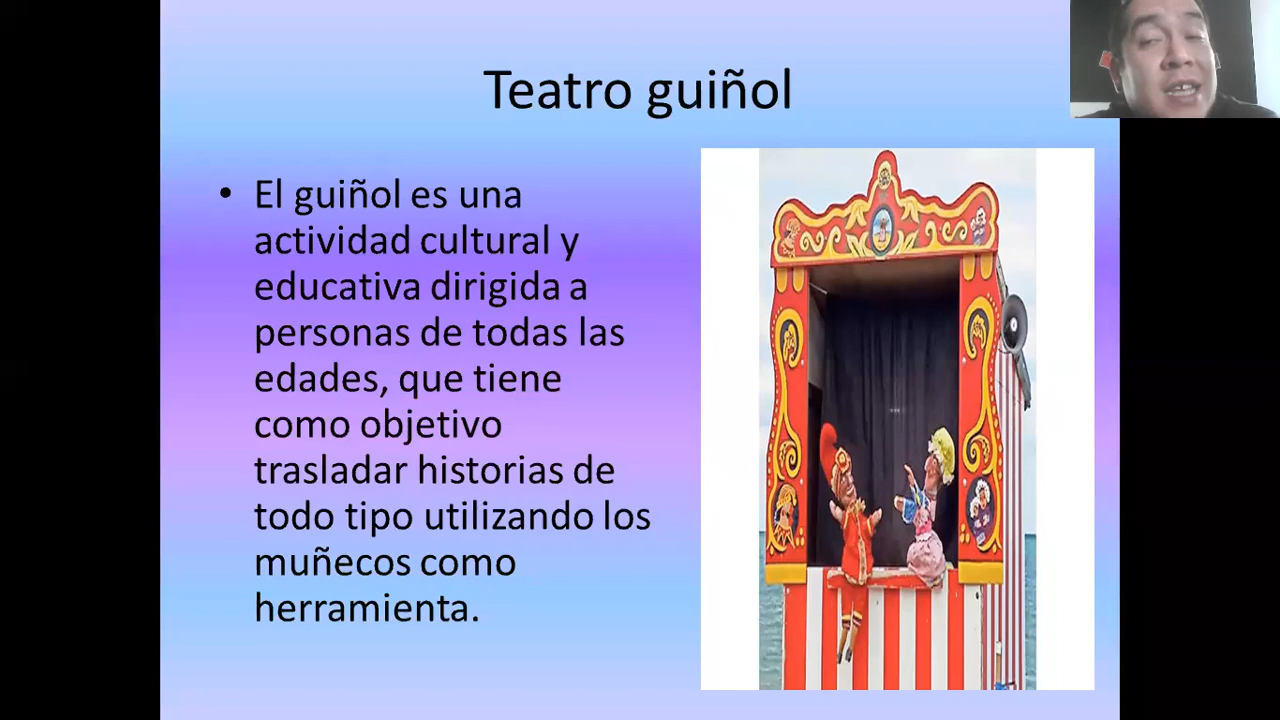 Teatro guiñol
• El guiñol es una
actividad cultural y
educativa dirigida a
personas de todas las
edades, que tiene
como objetivo
trasladar historias de
todo tipo utilizando los
muñecos como
herramienta.